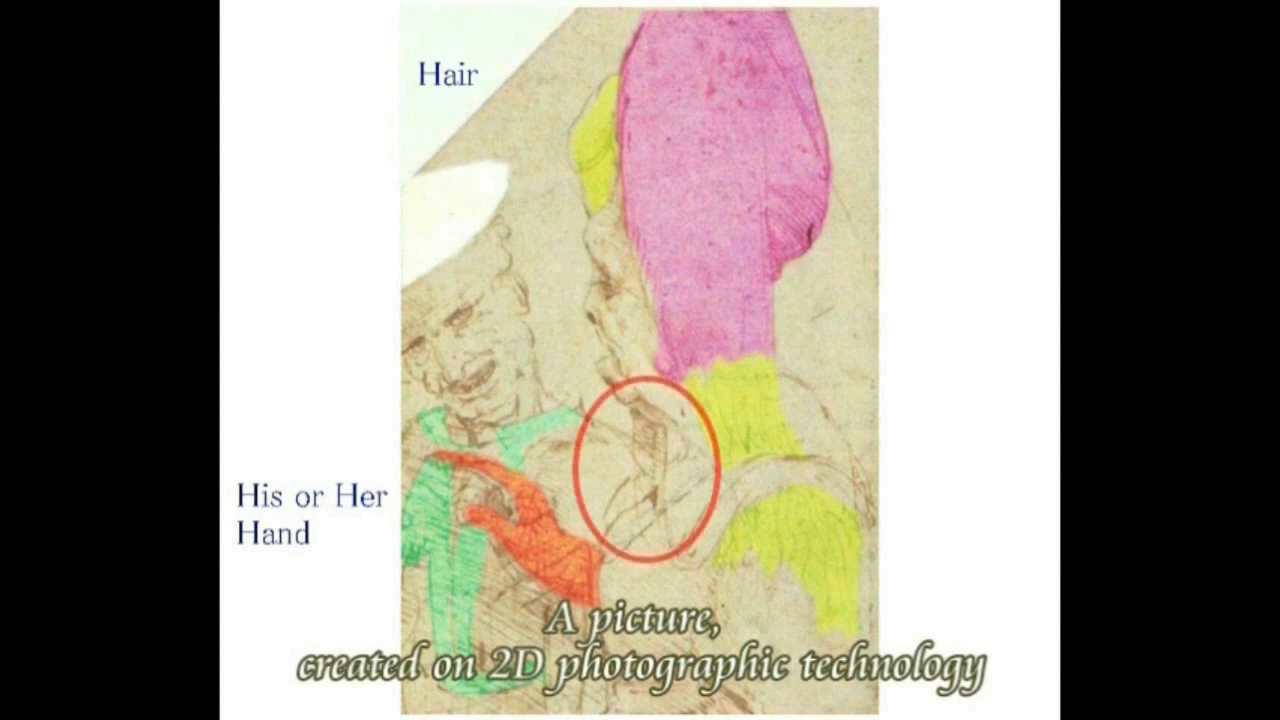 Hair
His or Her
Hand
A picture,
created on 2D photographic technology